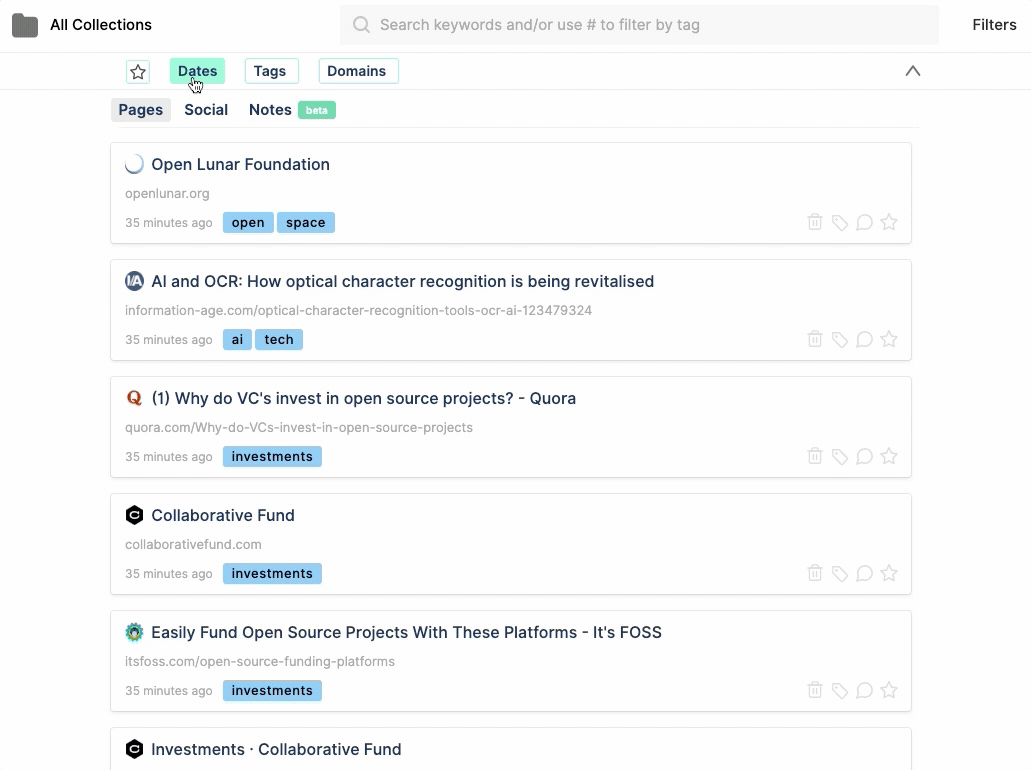 All Collections
Search keywords and/or use # to filter by tag
Filters
Dates
Tags
Domains
Pages
Social
Notes
beta
Open Lunar Foundation
openlunar.org
35 minutes ago open space
I/A AI and OCR: How optical character recognition is being revitalised
information-age.com/optical-character-recognition-tools-ocr-ai-123479324
35 minutes ago ai tech
Q (1) Why do VC's invest in open source projects? - Quora
quora.com/Why-do-VCs-invest-in-open-source-projects
35 minutes ago investments
C Collaborative Fund
collaborativefund.com
35 minutes ago investments
Easily Fund Open Source Projects With These Platforms - It's FOSS
itsfoss.com/open-source-funding-platforms
35 minutes ago investments
C Investments · Collaborative Fund